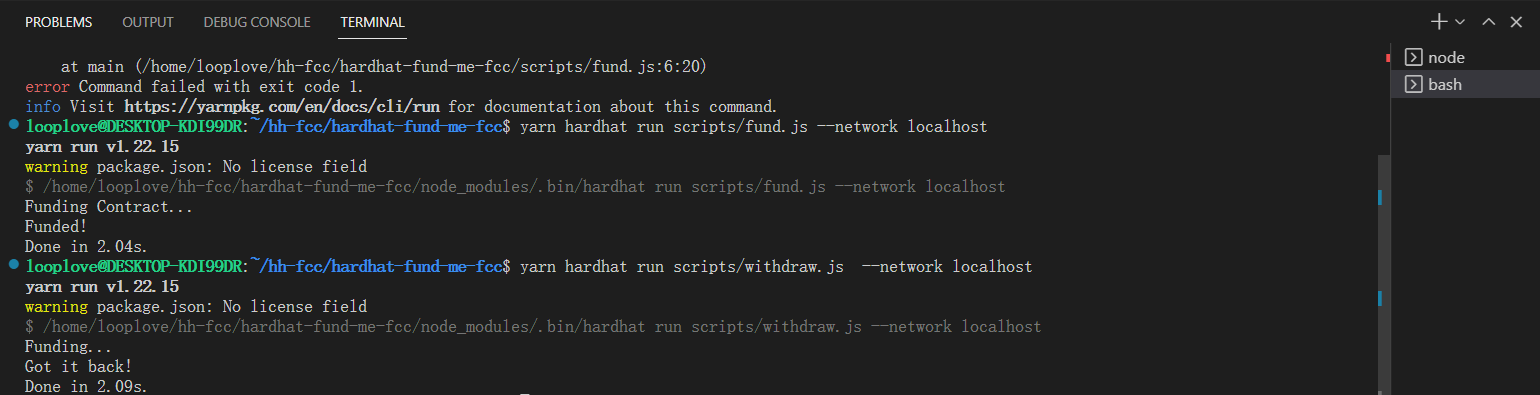 PROBLEMS OUTPUT DEBUG CONSOLE TERMINAL
at main (/home/looplove/hh-fcc/hardhat-fund-me-fcc/scripts/fund.js:6:20)
error Command failed with exit code 1.
info Visit https://yarnpkg.com/en/docs/cli/run for documentation about this command.
looplove@DESKTOP-KDI99DR:~/hh-fcc/hardhat-fund-me-fcc$ yarn hardhat run scripts/fund.js --network localhost
yarn run v1.22.15
warning package.json: No license field
$ /home/looplove/hh-fcc/hardhat-fund-me-fcc/node_modules/.bin/hardhat run scripts/fund.js --network localhost
Funding Contract...
Funded!
Done in 2.04s.
looplove@DESKTOP-KDI99DR:~/hh-fcc/hardhat-fund-me-fcc$ yarn hardhat run scripts/withdraw.js  --network localhost
yarn run v1.22.15
warning package.json: No license field
$ /home/looplove/hh-fcc/hardhat-fund-me-fcc/node_modules/.bin/hardhat run scripts/withdraw.js --network localhost
Funding...
Got it back!
Done in 2.09s.
node
bash